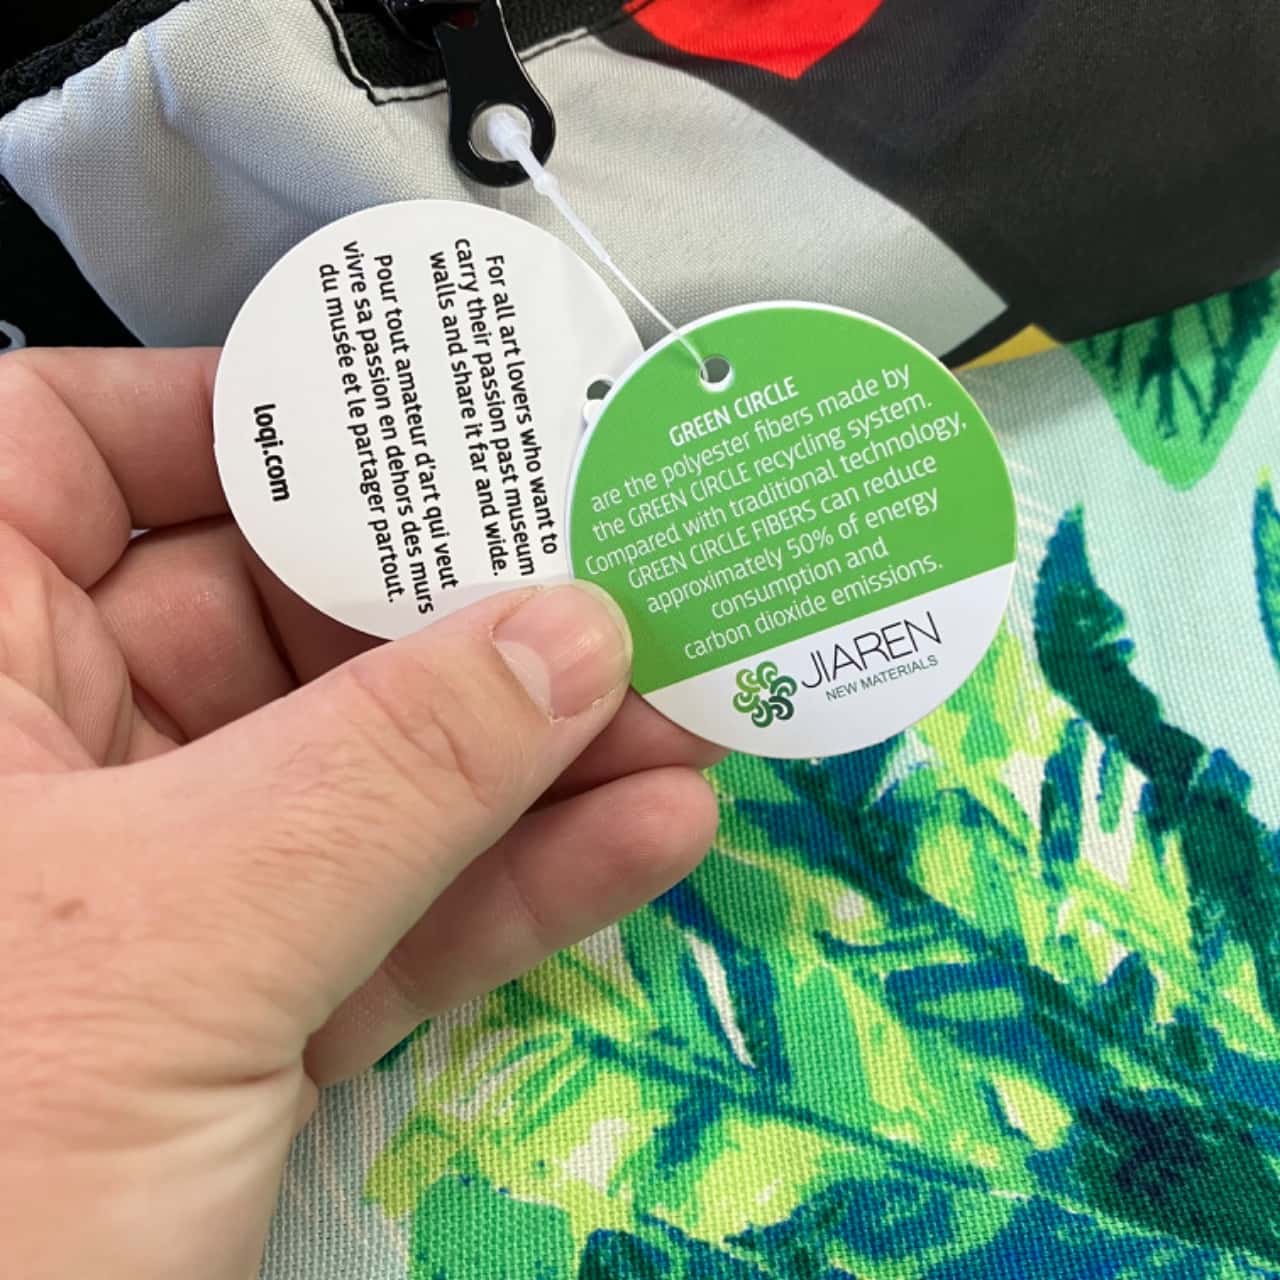 For all art lovers who want to
carry their passion past museum
walls and share it far and wide.
Pour tout amateur d'art qui veut
vivre sa passion en dehors des murs
du musée et le partager partout.
loqi.com
GREEN CIRCLE
are the polyester fibers made by
the GREEN CIRCLE recycling system.
Compared with traditional technology,
GREEN CIRCLE FIBERS can reduce
approximately 50% of energy
consumption and
carbon dioxide emissions.
JIAREN
NEW MATERIALS